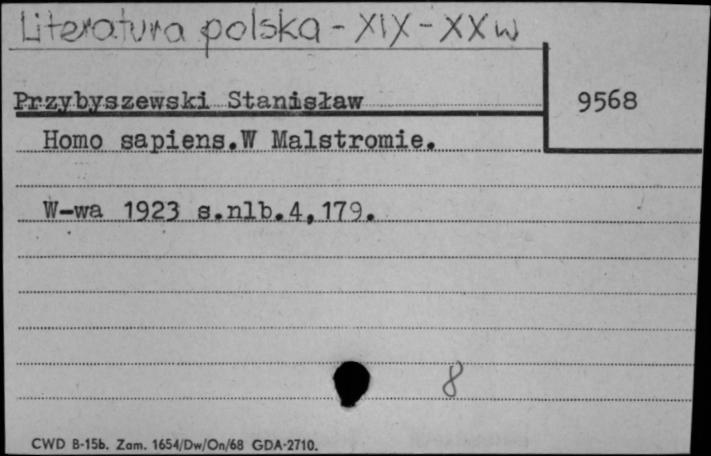 Literatura polska - XIX - XX w
Przybyszewski Stanisław
9568
Homo sapiens.W Malstromie.
W-wa 1923 s.nlb.4,179.
8
CWD B-15b. Zam. 1654/Dw/On/68 GDA-2710.